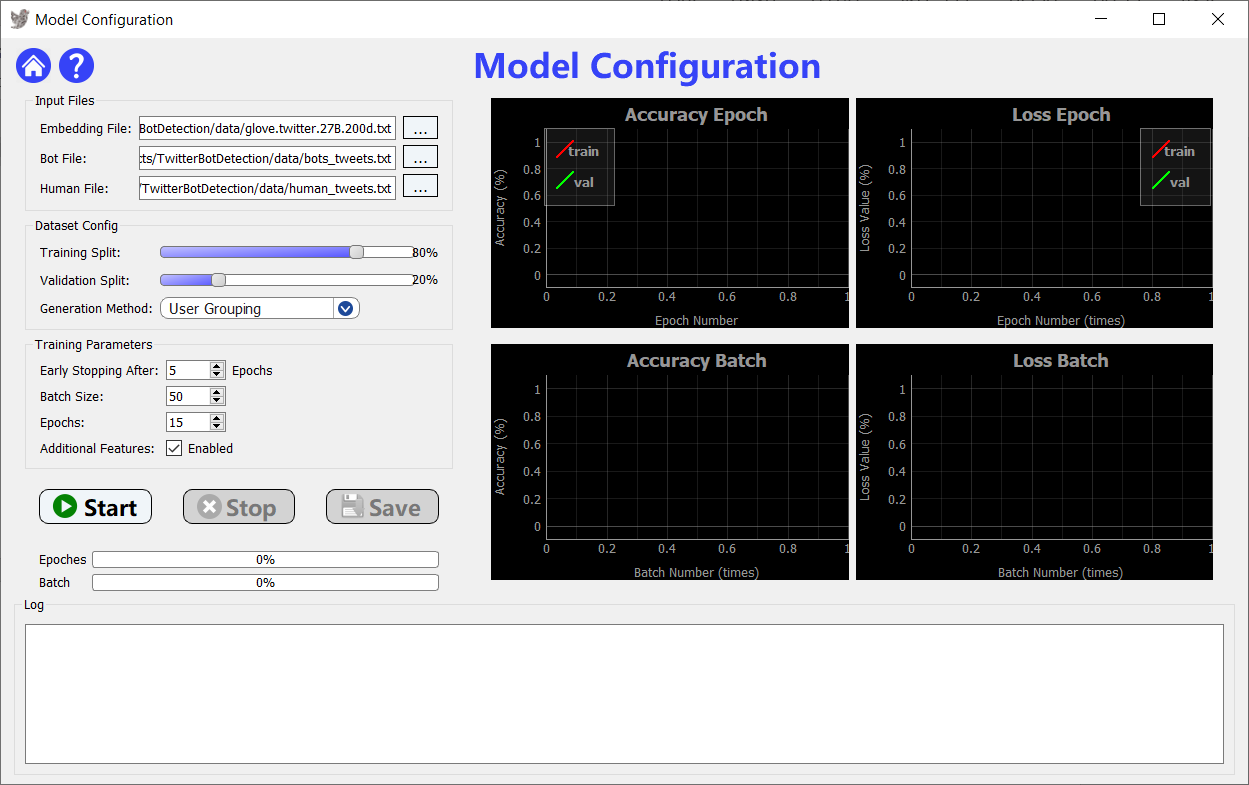 Model Configuration
Model Configuration
Input Files
Embedding File: BotDetection/data/glove.twitter.27B.200d.txt ...
Bot File: :ts/TwitterBotDetection/data/bots_tweets.txt ...
Human File: /TwitterBotDetection/data/human_tweets.txt ...
Dataset Config
Training Split: 80%
Validation Split: 20%
Generation Method: User Grouping
Training Parameters
Early Stopping After: 5 Epochs
Batch Size: 50
Epochs: 15
Additional Features: Enabled
Start Stop Save
Epoches 0%
Batch 0%
Accuracy Epoch
train
val
Accuracy (%)
1
0.8
0.6
0.4
0.2
0
0 0.2 0.4 0.6 0.8 1
Epoch Number
Loss Epoch
train
val
Loss Value (%)
1
0.8
0.6
0.4
0.2
0
0 0.2 0.4 0.6 0.8 1
Epoch Number (times)
Accuracy Batch
Accuracy (%)
1
0.8
0.6
0.4
0.2
0
0 0.2 0.4 0.6 0.8 1
Batch Number (times)
Loss Batch
Loss Value (%)
1
0.8
0.6
0.4
0.2
0
0 0.2 0.4 0.6 0.8 1
Batch Number (times)
Log